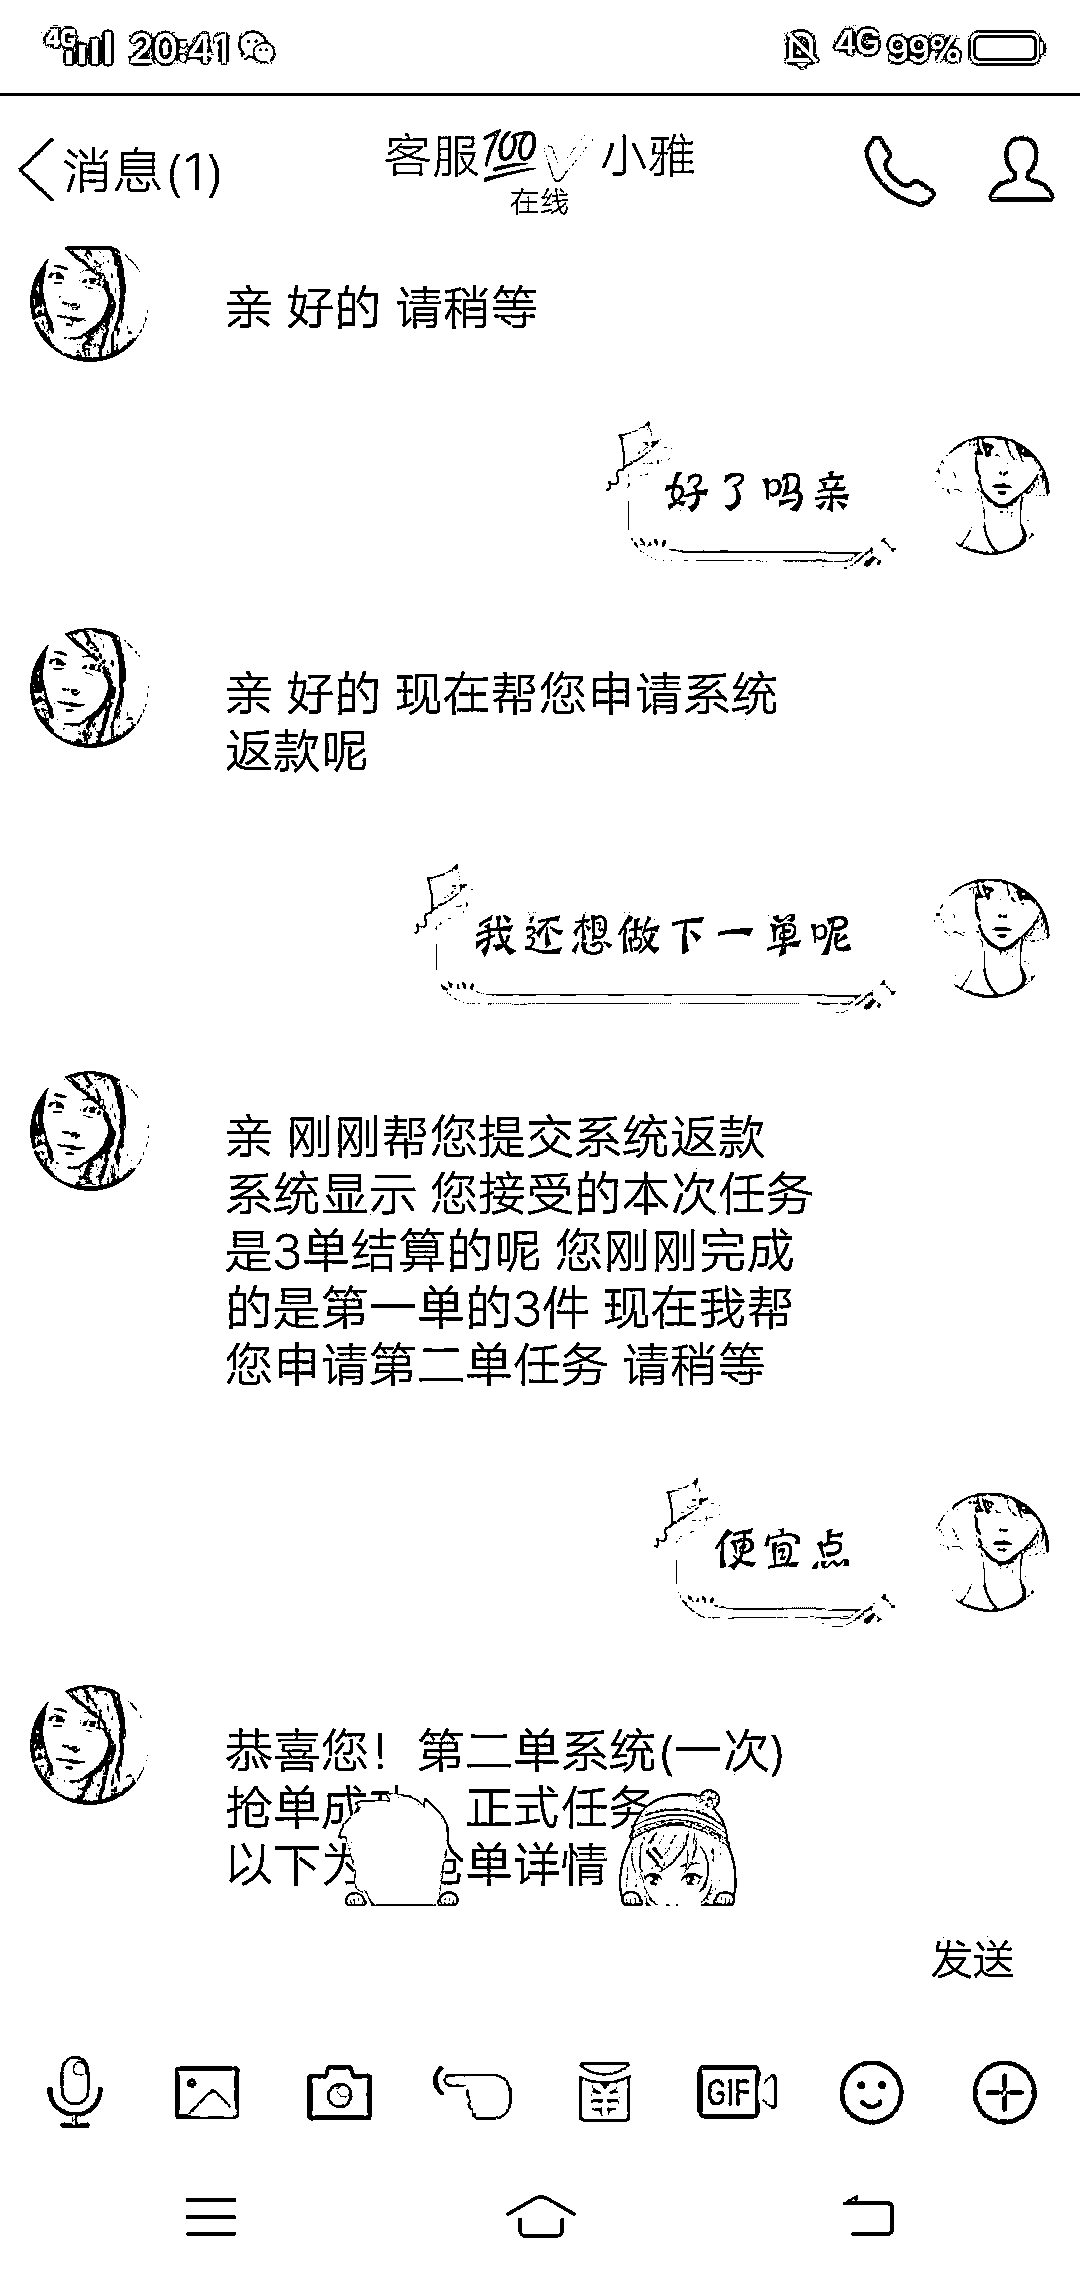 4G 20:41 4G 99%
消息(1) 客服💯✓小雅
在线
亲 好的 请稍等
好了吗亲
亲 好的 现在帮您申请系统
返款呢
我还想做下一单呢
亲 刚刚帮您提交系统返款
系统显示 您接受的本次任务
是3单结算的呢 您刚刚完成
的是第一单的3件 现在我帮
您申请第二单任务 请稍等
便宜点
恭喜您！第二单系统(一次)
抢单成 正式任务
以下为 单详情
发送
GIF